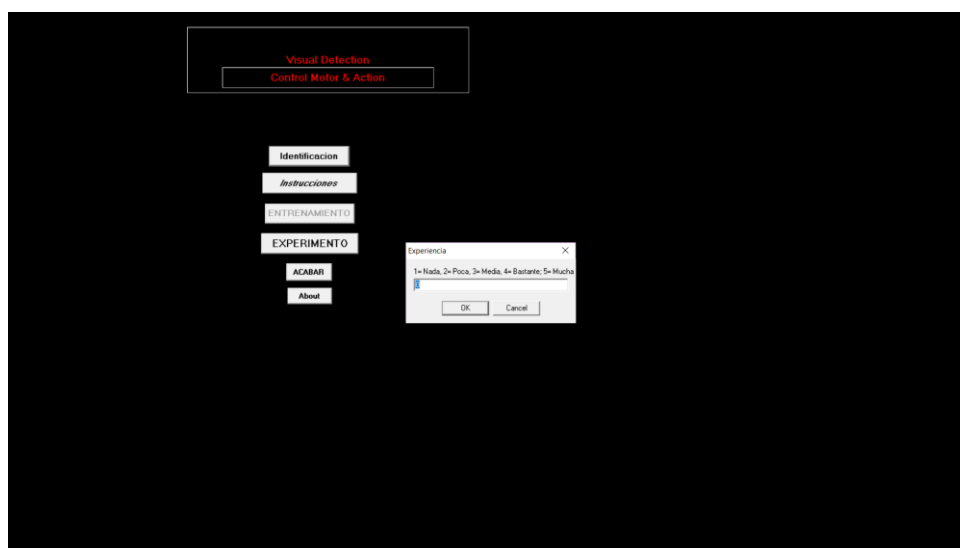 Visual Detection
Control Motor & Action
Identificacion
Instrucciones
ENTRENAMIENTO
EXPERIMENTO
ACABAR
About
Experiencia
1= Nada, 2= Poca, 3= Media, 4= Bastante; 5= Mucha
0
OK Cancel